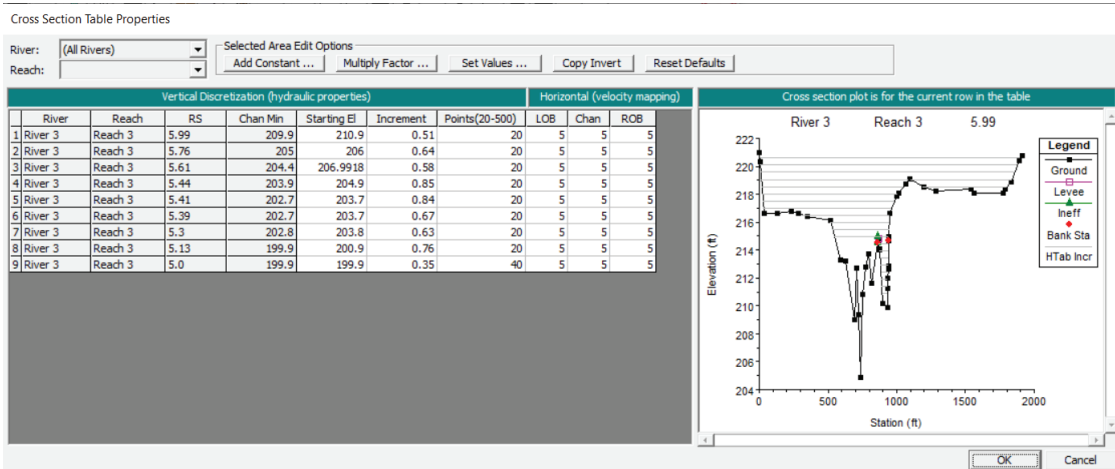 Cross Section Table Properties
River: (All Rivers)
Reach:
Selected Area Edit Options
Add Constant ... Multiply Factor ... Set Values ... Copy Invert Reset Defaults
Vertical Discretization (hydraulic properties) Horizontal (velocity mapping)
River Reach RS Chan Min Starting El Increment Points(20-500) LOB Chan ROB
1 River 3 Reach 3 5.99 209.9 210.9 0.51 20 5 5 5
2 River 3 Reach 3 5.76 205 206 0.64 20 5 5 5
3 River 3 Reach 3 5.61 204.4 206.9918 0.58 20 5 5 5
4 River 3 Reach 3 5.44 203.9 204.9 0.85 20 5 5 5
5 River 3 Reach 3 5.41 202.7 203.7 0.84 20 5 5 5
6 River 3 Reach 3 5.39 202.7 203.7 0.67 20 5 5 5
7 River 3 Reach 3 5.3 202.8 203.8 0.63 20 5 5 5
8 River 3 Reach 3 5.13 199.9 200.9 0.76 20 5 5 5
9 River 3 Reach 3 5.0 199.9 199.9 0.35 40 5 5 5
Cross section plot is for the current row in the table
River 3 Reach 3 5.99
222
220
218
216
214
212
210
208
206
204
Elevation (ft)
0 500 1000 1500 2000
Station (ft)
Legend
Ground
Levee
Ineff
Bank Sta
HTab Incr
OK Cancel